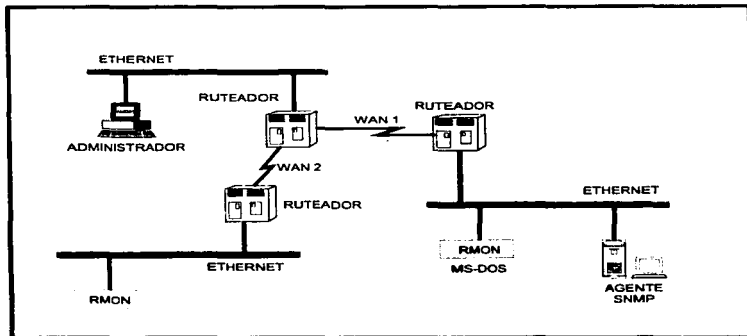 ETHERNET
RUTEADOR
WAN 1
RUTEADOR
ADMINISTRADOR
WAN 2
ETHERNET
RUTEADOR
ETHERNET
RMON
MS-DOS
RMON
AGENTE
SNMP